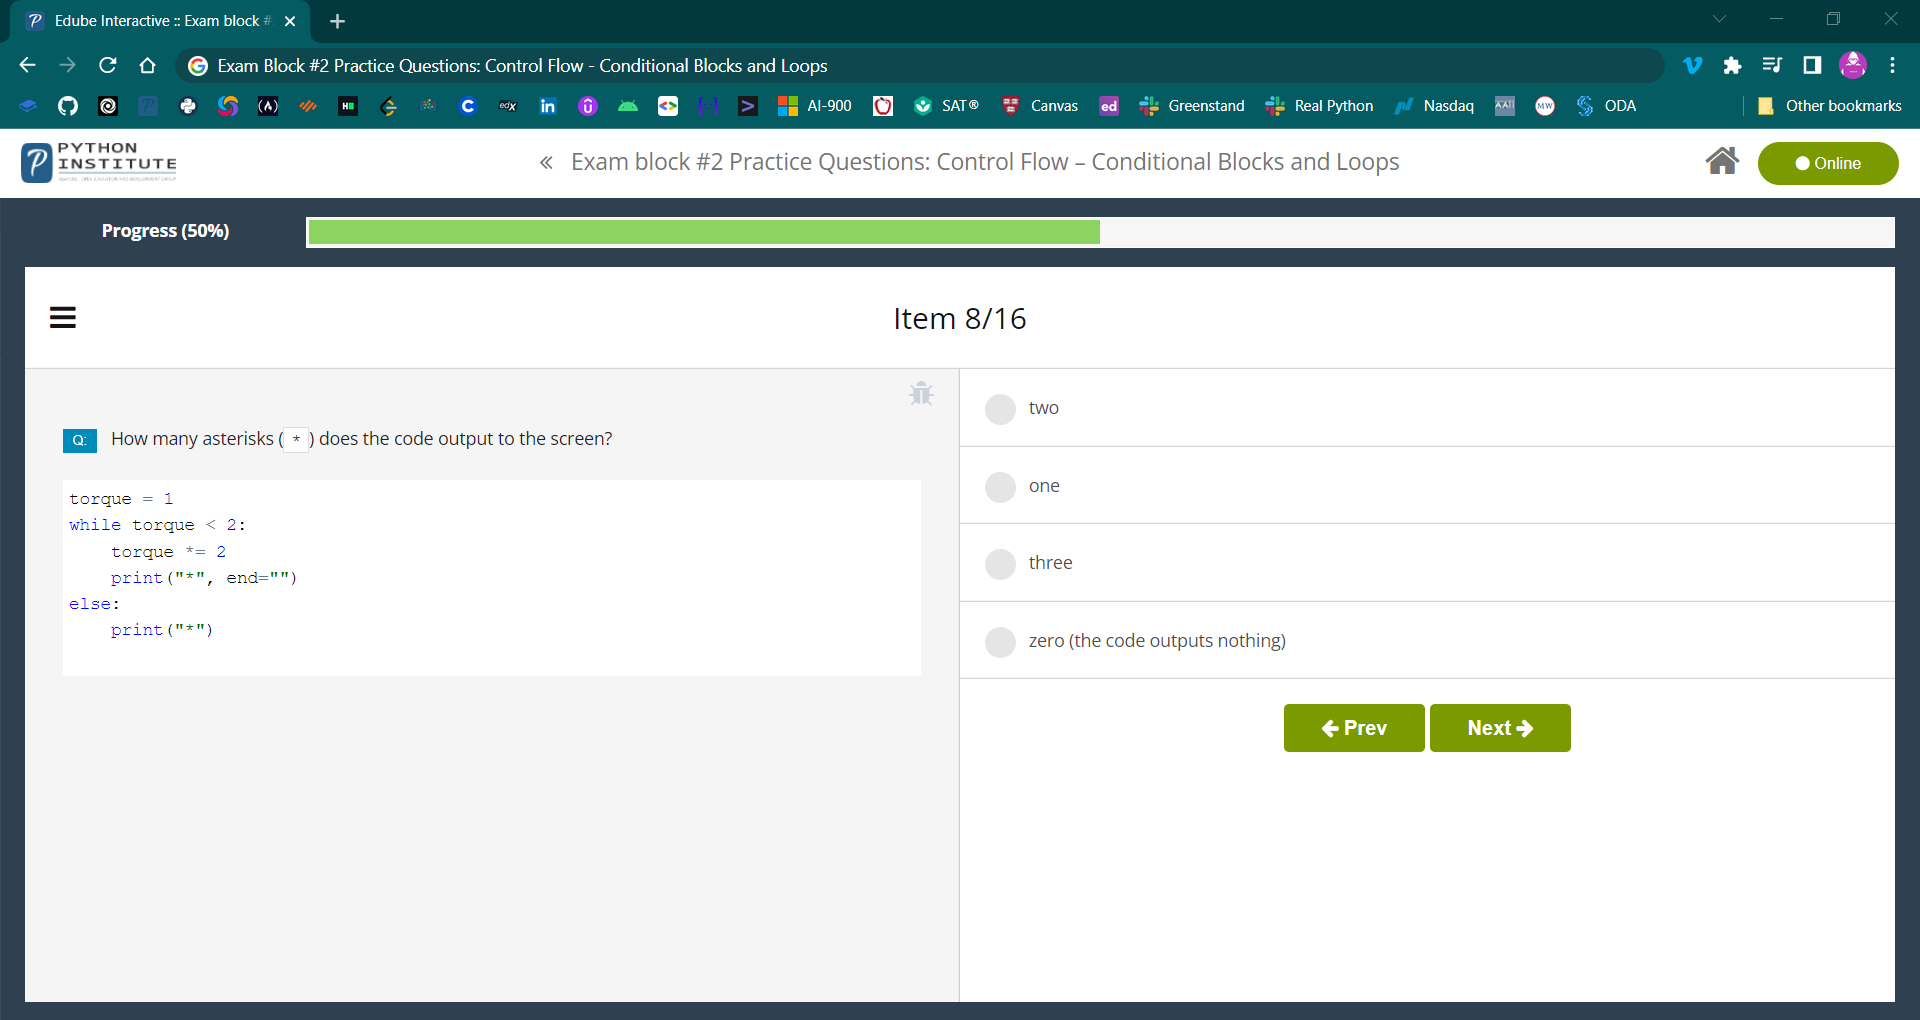 Edube Interactive :: Exam block #
Exam Block #2 Practice Questions: Control Flow - Conditional Blocks and Loops
AI-900
SAT®
Canvas
ed
Greenstand
Real Python
Nasdaq
ODA
Other bookmarks
PYTHON
INSTITUTE
« Exam block #2 Practice Questions: Control Flow – Conditional Blocks and Loops
Online
Progress (50%)
Item 8/16
Q: How many asterisks ( * ) does the code output to the screen?
torque = 1
while torque < 2:
    torque *= 2
    print("*", end="")
else:
    print("*")
two
one
three
zero (the code outputs nothing)
Prev
Next